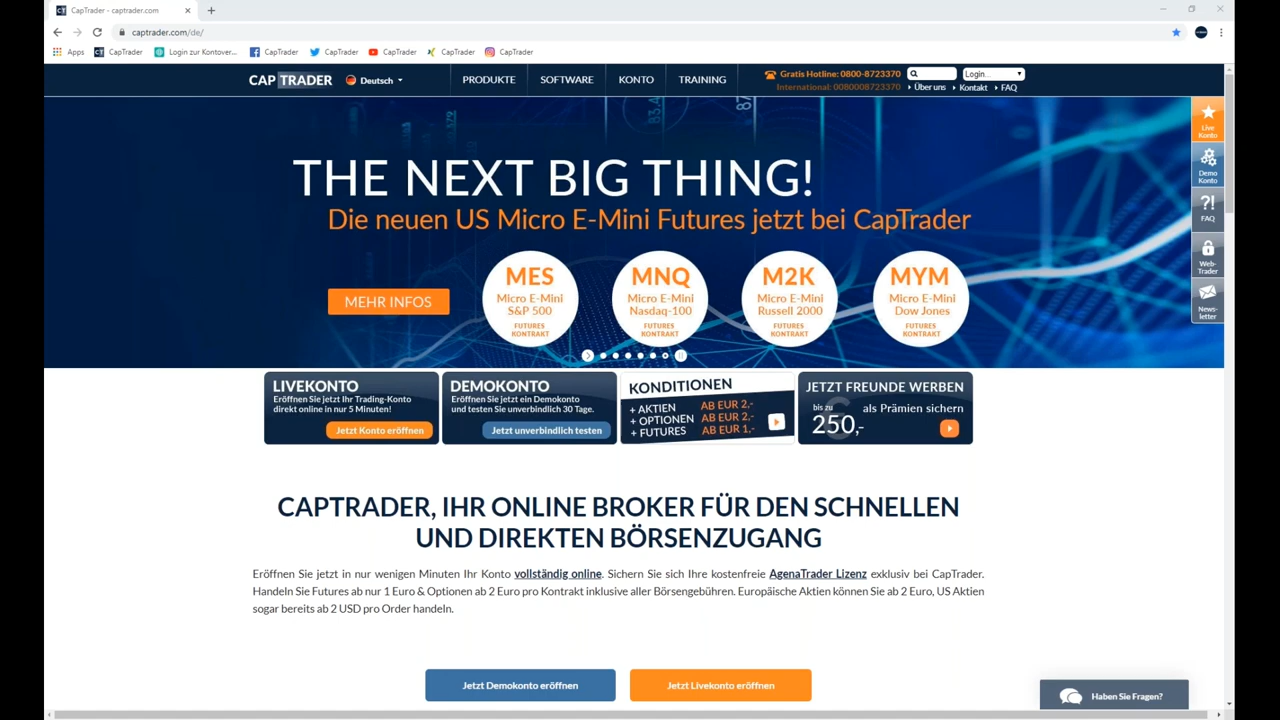 CapTrader - captrader.com
captrader.com/de/
Apps CapTrader Login zur Kontover... CapTrader CapTrader CapTrader CapTrader CapTrader
CAP TRADER Deutsch PRODUKTE SOFTWARE KONTO TRAINING Gratis Hotline: 0800-8723370 Login...
International: 0080008723370 Über uns Kontakt FAQ
THE NEXT BIG THING!
Die neuen US Micro E-Mini Futures jetzt bei CapTrader
MEHR INFOS
MES
Micro E-Mini
S&P 500
FUTURES
KONTRAKT
MNQ
Micro E-Mini
Nasdaq-100
FUTURES
KONTRAKT
M2K
Micro E-Mini
Russell 2000
FUTURES
KONTRAKT
MYM
Micro E-Mini
Dow Jones
FUTURES
KONTRAKT
Live
Konto
Demo
Konto
?!
FAQ
Web-
Trader
News-
letter
LIVEKONTO
Eröffnen Sie jetzt Ihr Trading-Konto
direkt online in nur 5 Minuten!
Jetzt Konto eröffnen
DEMOKONTO
Eröffnen Sie jetzt ein Demokonto
und testen Sie unverbindlich 30 Tage.
Jetzt unverbindlich testen
KONDITIONEN
+ AKTIEN AB EUR 2,-
+ OPTIONEN AB EUR 2,-
+ FUTURES AB EUR 1,-
JETZT FREUNDE WERBEN
bis zu als Prämien sichern
250,-
CAPTRADER, IHR ONLINE BROKER FÜR DEN SCHNELLEN
UND DIREKTEN BÖRSENZUGANG
Eröffnen Sie jetzt in nur wenigen Minuten Ihr Konto vollständig online. Sichern Sie sich Ihre kostenfreie AgenaTrader Lizenz exklusiv bei CapTrader.
Handeln Sie Futures ab nur 1 Euro & Optionen ab 2 Euro pro Kontrakt inklusive aller Börsengebühren. Europäische Aktien können Sie ab 2 Euro, US Aktien
sogar bereits ab 2 USD pro Order handeln.
Jetzt Demokonto eröffnen
Jetzt Livekonto eröffnen
Haben Sie Fragen?